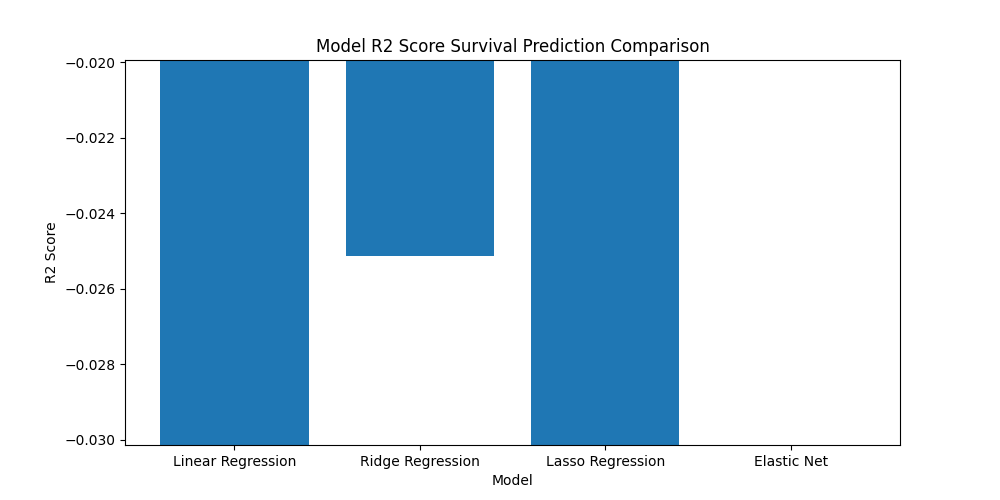 Model R2 Score Survival Prediction Comparison
−0.020
−0.022
−0.024
−0.026
−0.028
−0.030
R2 Score
Linear Regression
Ridge Regression
Lasso Regression
Elastic Net
Model